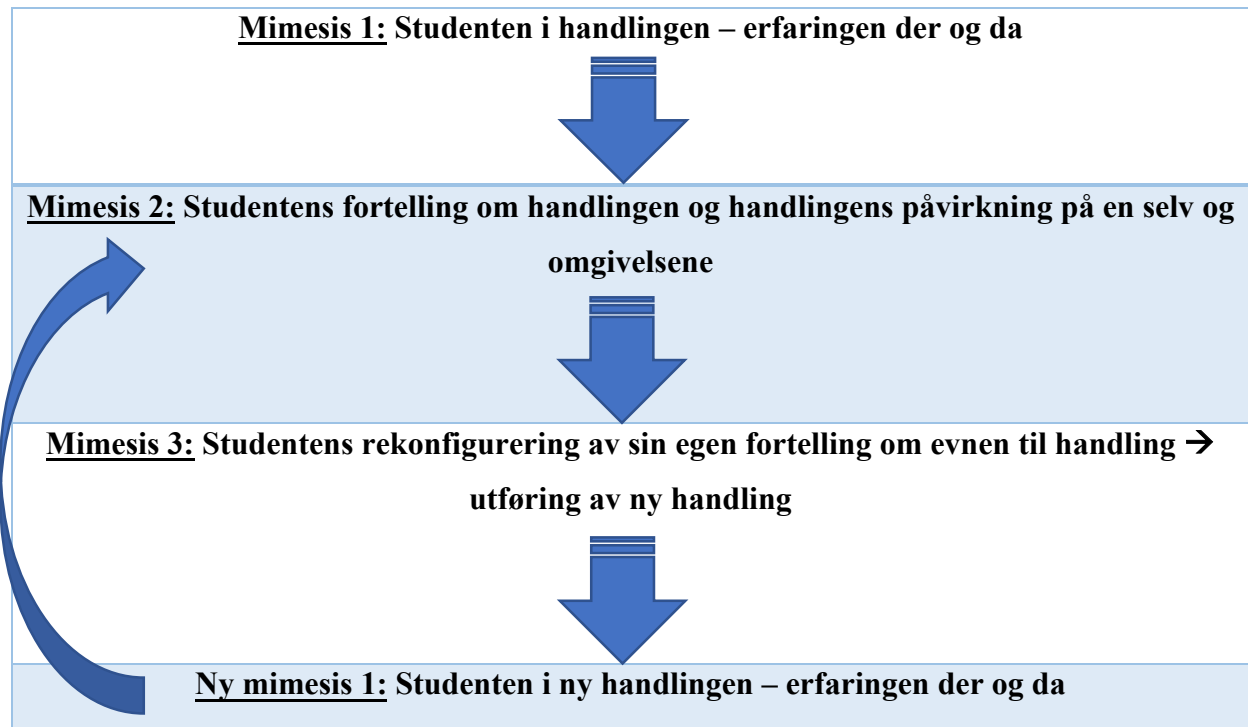 Mimesis 1: Studenten i handlingen – erfaringen der og da
Mimesis 2: Studentens fortelling om handlingen og handlingens påvirkning på en selv og
omgivelsene
Mimesis 3: Studentens rekonfigurering av sin egen fortelling om evnen til handling →
utføring av ny handling
Ny mimesis 1: Studenten i ny handlingen – erfaringen der og da